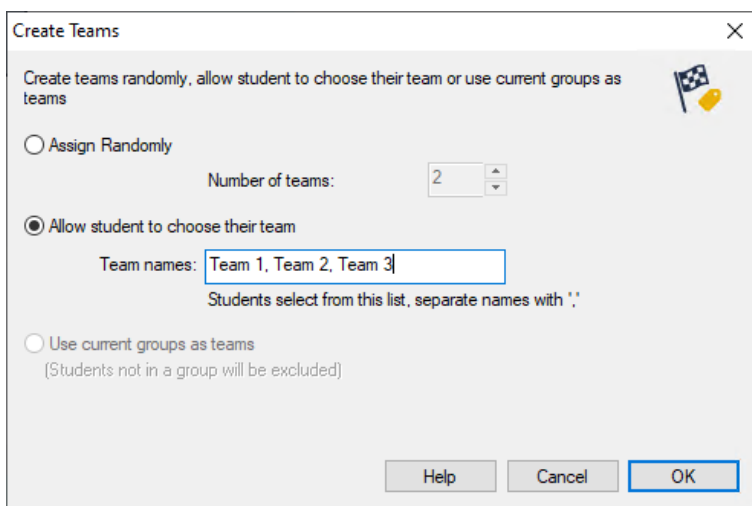 Create Teams
Create teams randomly, allow student to choose their team or use current groups as
teams
Assign Randomly
Number of teams: 2
Allow student to choose their team
Team names: Team 1, Team 2, Team 3
Students select from this list, separate names with ','
Use current groups as teams
(Students not in a group will be excluded)
Help Cancel OK